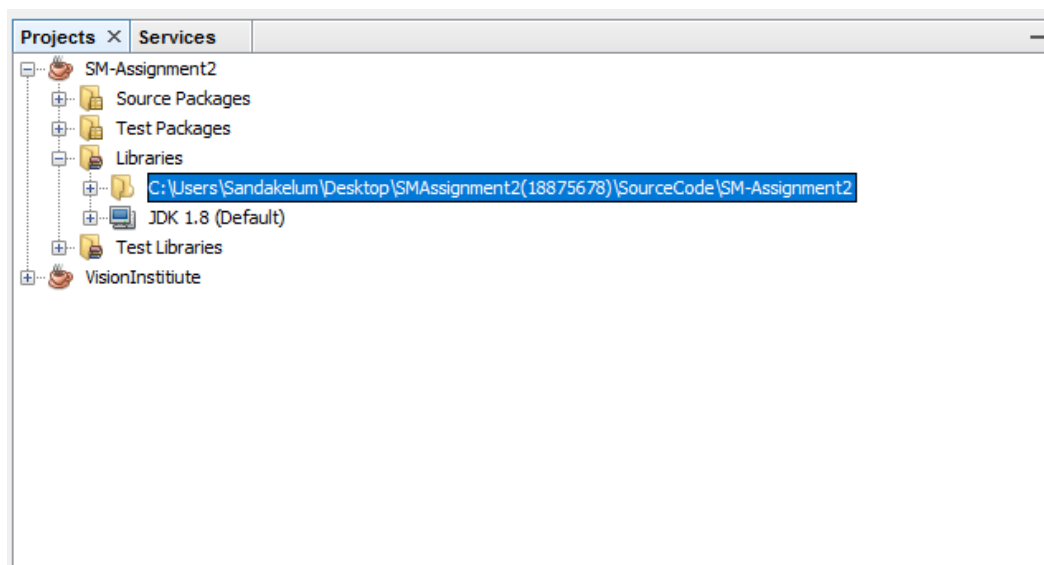 Projects × Services
SM-Assignment2
Source Packages
Test Packages
Libraries
C:\Users\Sandakelum\Desktop\SMAssignment2(18875678)\SourceCode\SM-Assignment2
JDK 1.8 (Default)
Test Libraries
VisionInstitiute